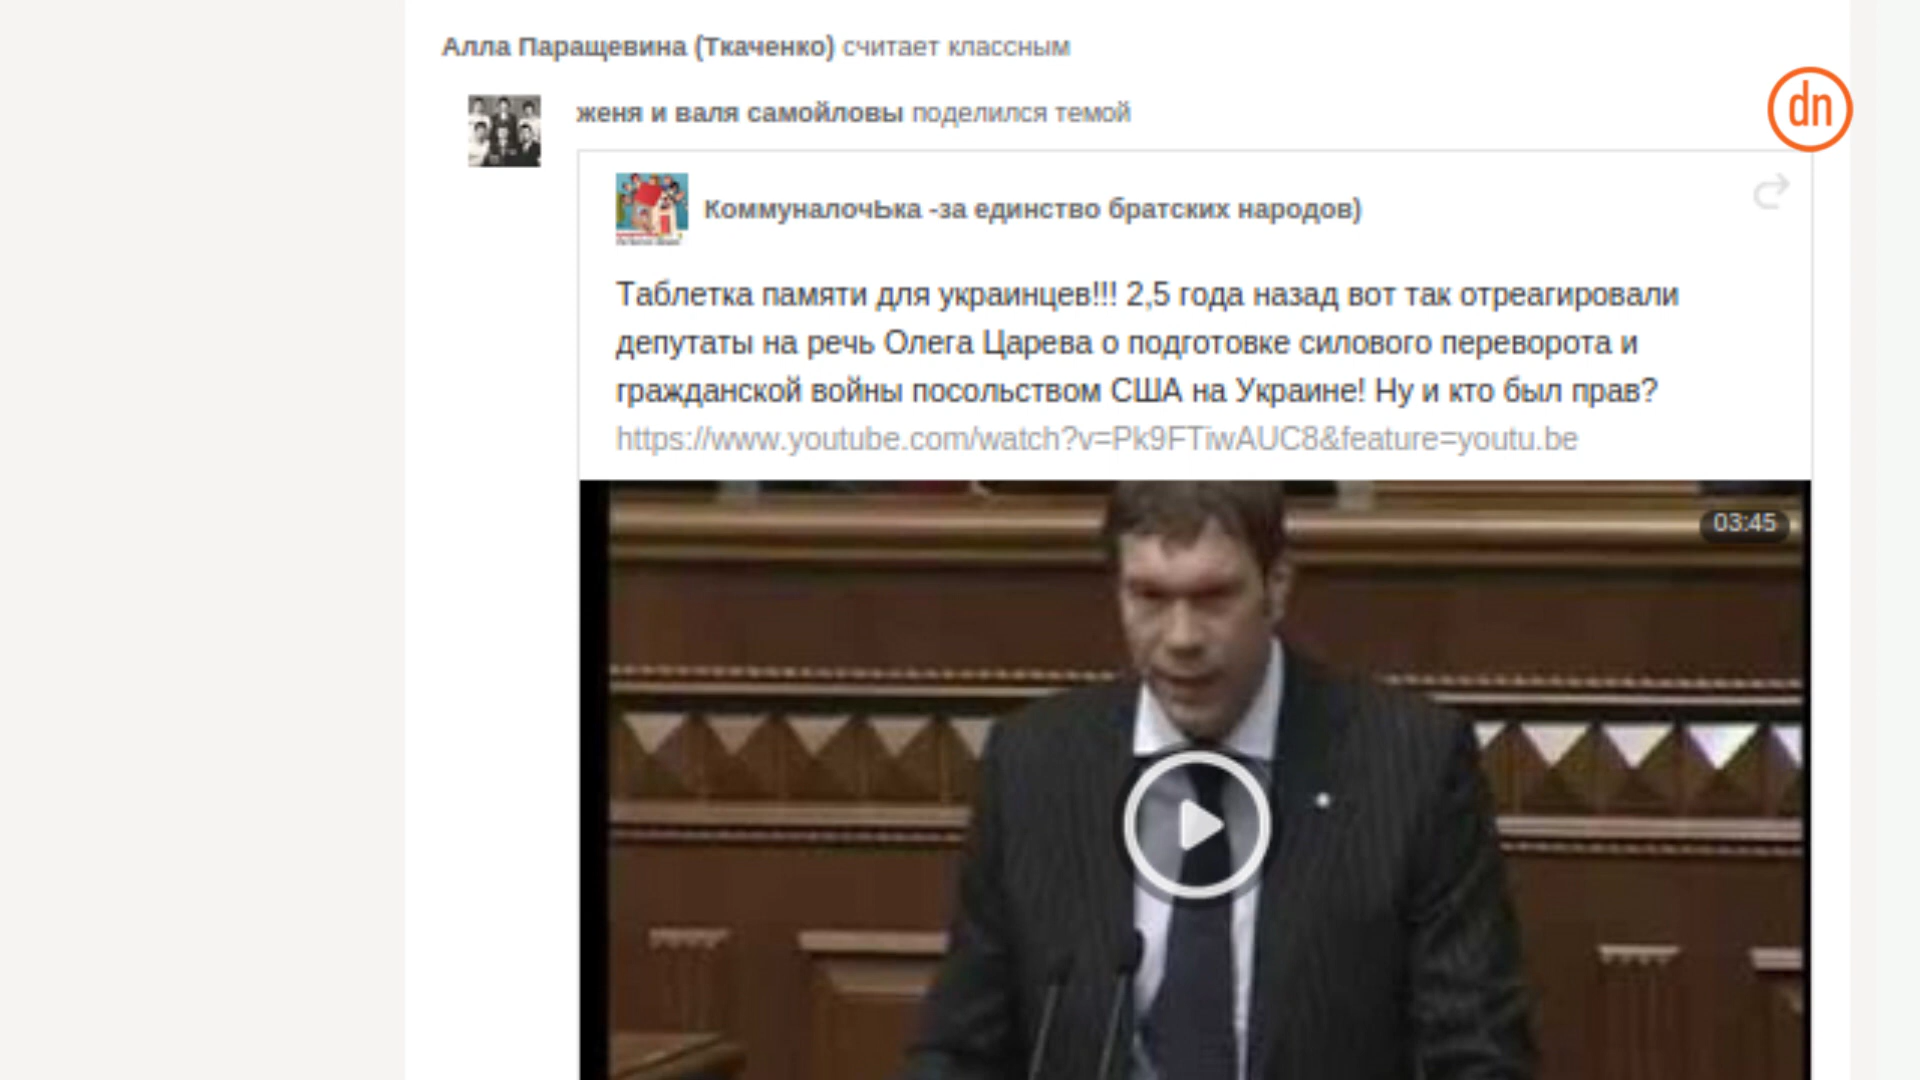 Алла Паращевина (Ткаченко) считает классным
dn
женя и валя самойловы поделился темой
КоммуналочЬка -за единство братских народов)
Таблетка памяти для украинцев!!! 2,5 года назад вот так отреагировали
депутаты на речь Олега Царева о подготовке силового переворота и
гражданской войны посольством США на Украине! Ну и кто был прав?
https://www.youtube.com/watch?v=Pk9FTiwAUC8&feature=youtu.be
03:45